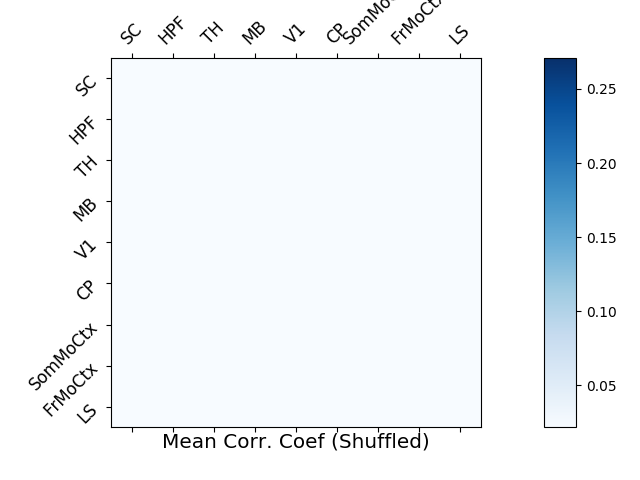 SC HPF TH MB V1 CP LS
SC
HPF
TH
MB
V1
CP
SomMoCtx
FrMoCtx
LS
Mean Corr. Coef (Shuffled)
0.25
0.20
0.15
0.10
0.05